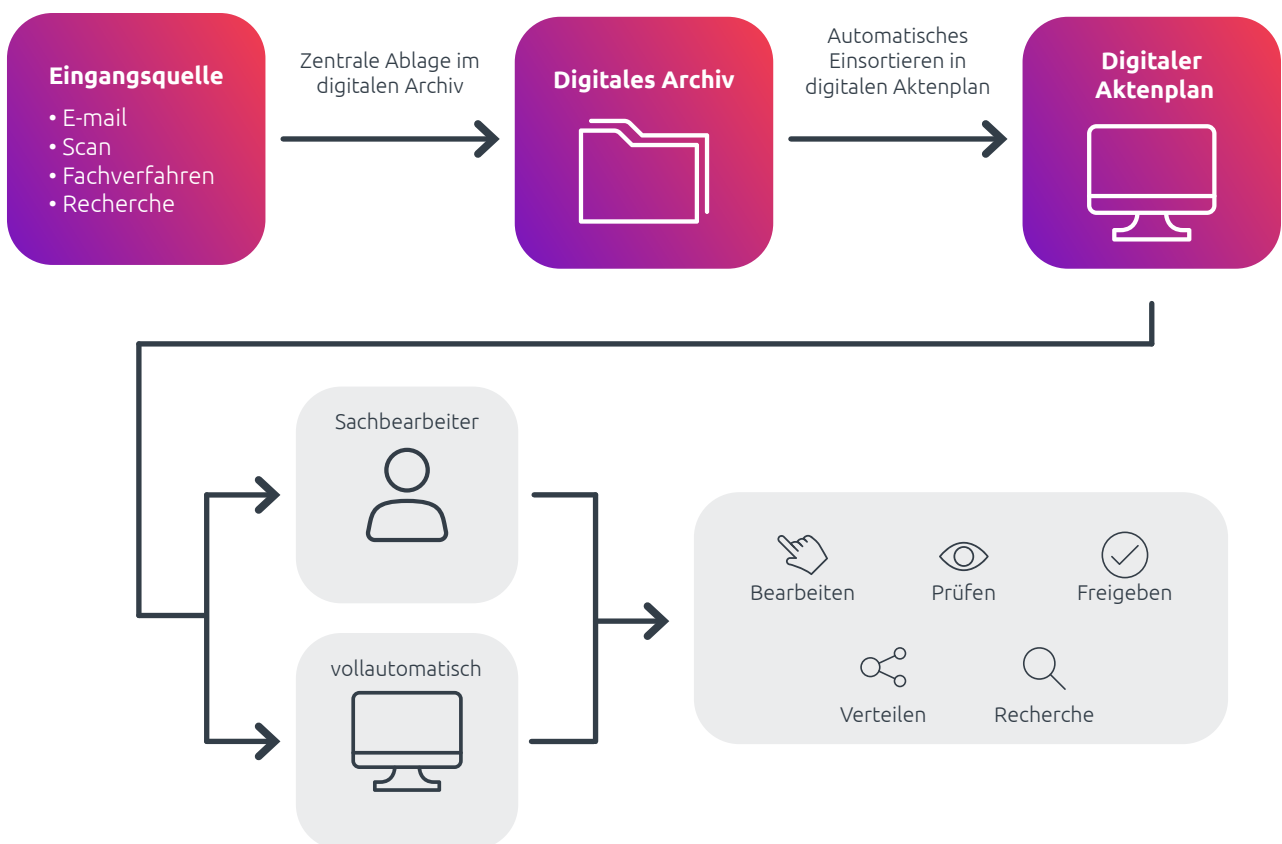 Eingangsquelle
• E-mail
• Scan
• Fachverfahren
• Recherche
Zentrale Ablage im
digitalen Archiv
Digitales Archiv
Automatisches
Einsortieren in
digitalen Aktenplan
Digitaler
Aktenplan
Sachbearbeiter
vollautomatisch
Bearbeiten
Prüfen
Freigeben
Verteilen
Recherche